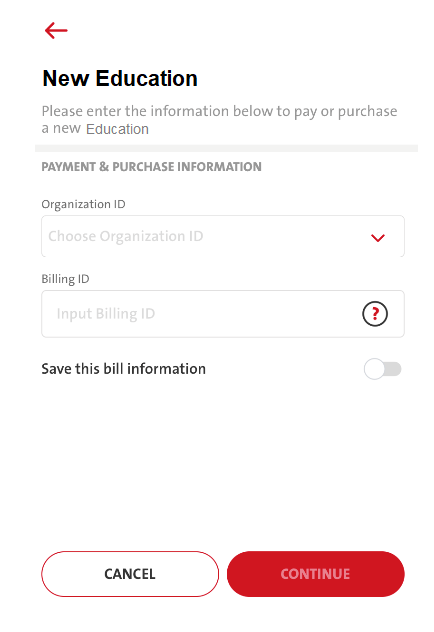 New Education
Please enter the information below to pay or purchase
a new Education
PAYMENT & PURCHASE INFORMATION
Organization ID
Choose Organization ID
Billing ID
Input Billing ID
?
Save this bill information
CANCEL
CONTINUE